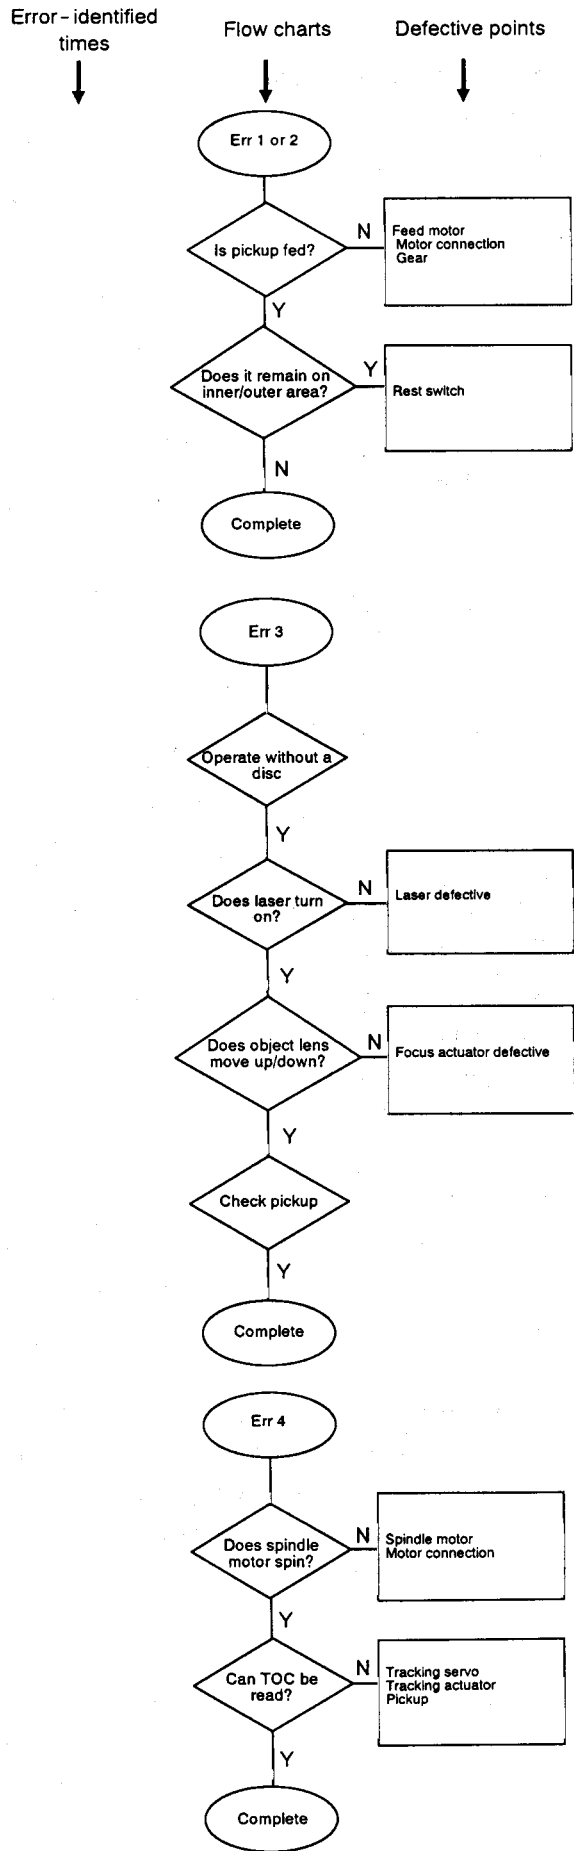 Error-identified
times
Flow charts
Defective points
Err 1 or 2
Is pickup fed?
N
Feed motor
Motor connection
Gear
Y
Does it remain on
inner/outer area?
Y
Rest switch
N
Complete
Err 3
Operate without a
disc
Y
Does laser turn
on?
N
Laser defective
Y
Does object lens
move up/down?
N
Focus actuator defective
Y
Check pickup
Y
Complete
Err 4
Does spindle
motor spin?
N
Spindle motor
Motor connection
Y
Can TOC be
read?
N
Tracking servo
Tracking actuator
Pickup
Y
Complete